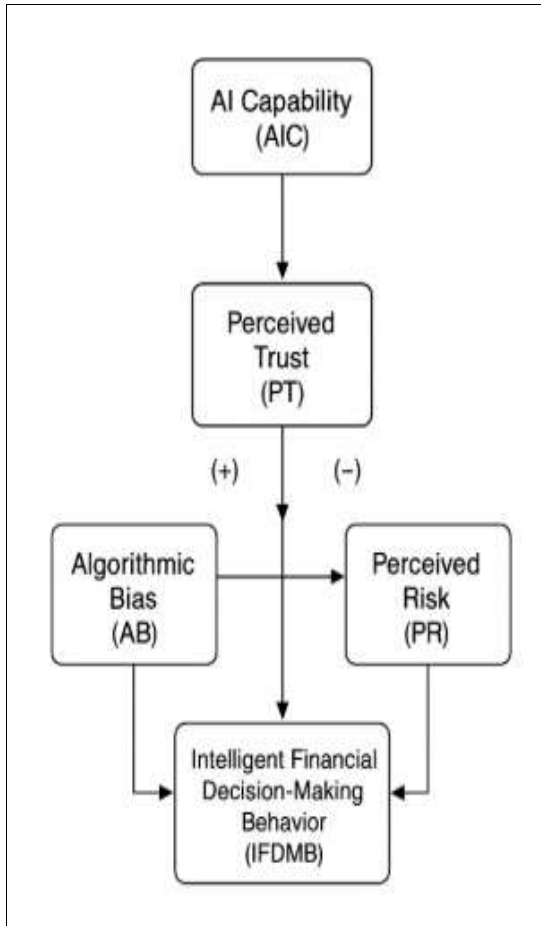 AI Capability
(AIC)
Perceived
Trust
(PT)
(+)
(−)
Algorithmic
Bias
(AB)
Perceived
Risk
(PR)
Intelligent Financial
Decision-Making
Behavior
(IFDMB)